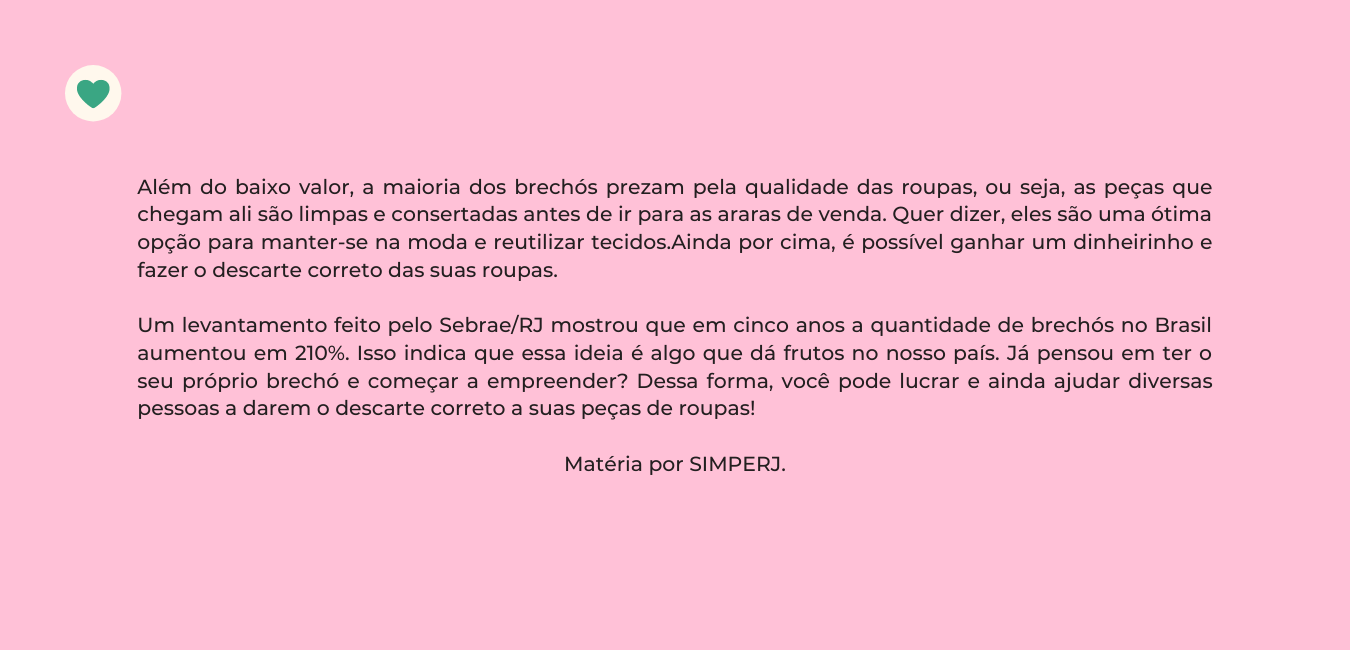 Além do baixo valor, a maioria dos brechós prezam pela qualidade das roupas, ou seja, as peças que
chegam ali são limpas e consertadas antes de ir para as araras de venda. Quer dizer, eles são uma ótima
opção para manter-se na moda e reutilizar tecidos.Ainda por cima, é possível ganhar um dinheirinho e
fazer o descarte correto das suas roupas.
Um levantamento feito pelo Sebrae/RJ mostrou que em cinco anos a quantidade de brechós no Brasil
aumentou em 210%. Isso indica que essa ideia é algo que dá frutos no nosso país. Já pensou em ter o
seu próprio brechó e começar a empreender? Dessa forma, você pode lucrar e ainda ajudar diversas
pessoas a darem o descarte correto a suas peças de roupas!
Matéria por SIMPERJ.